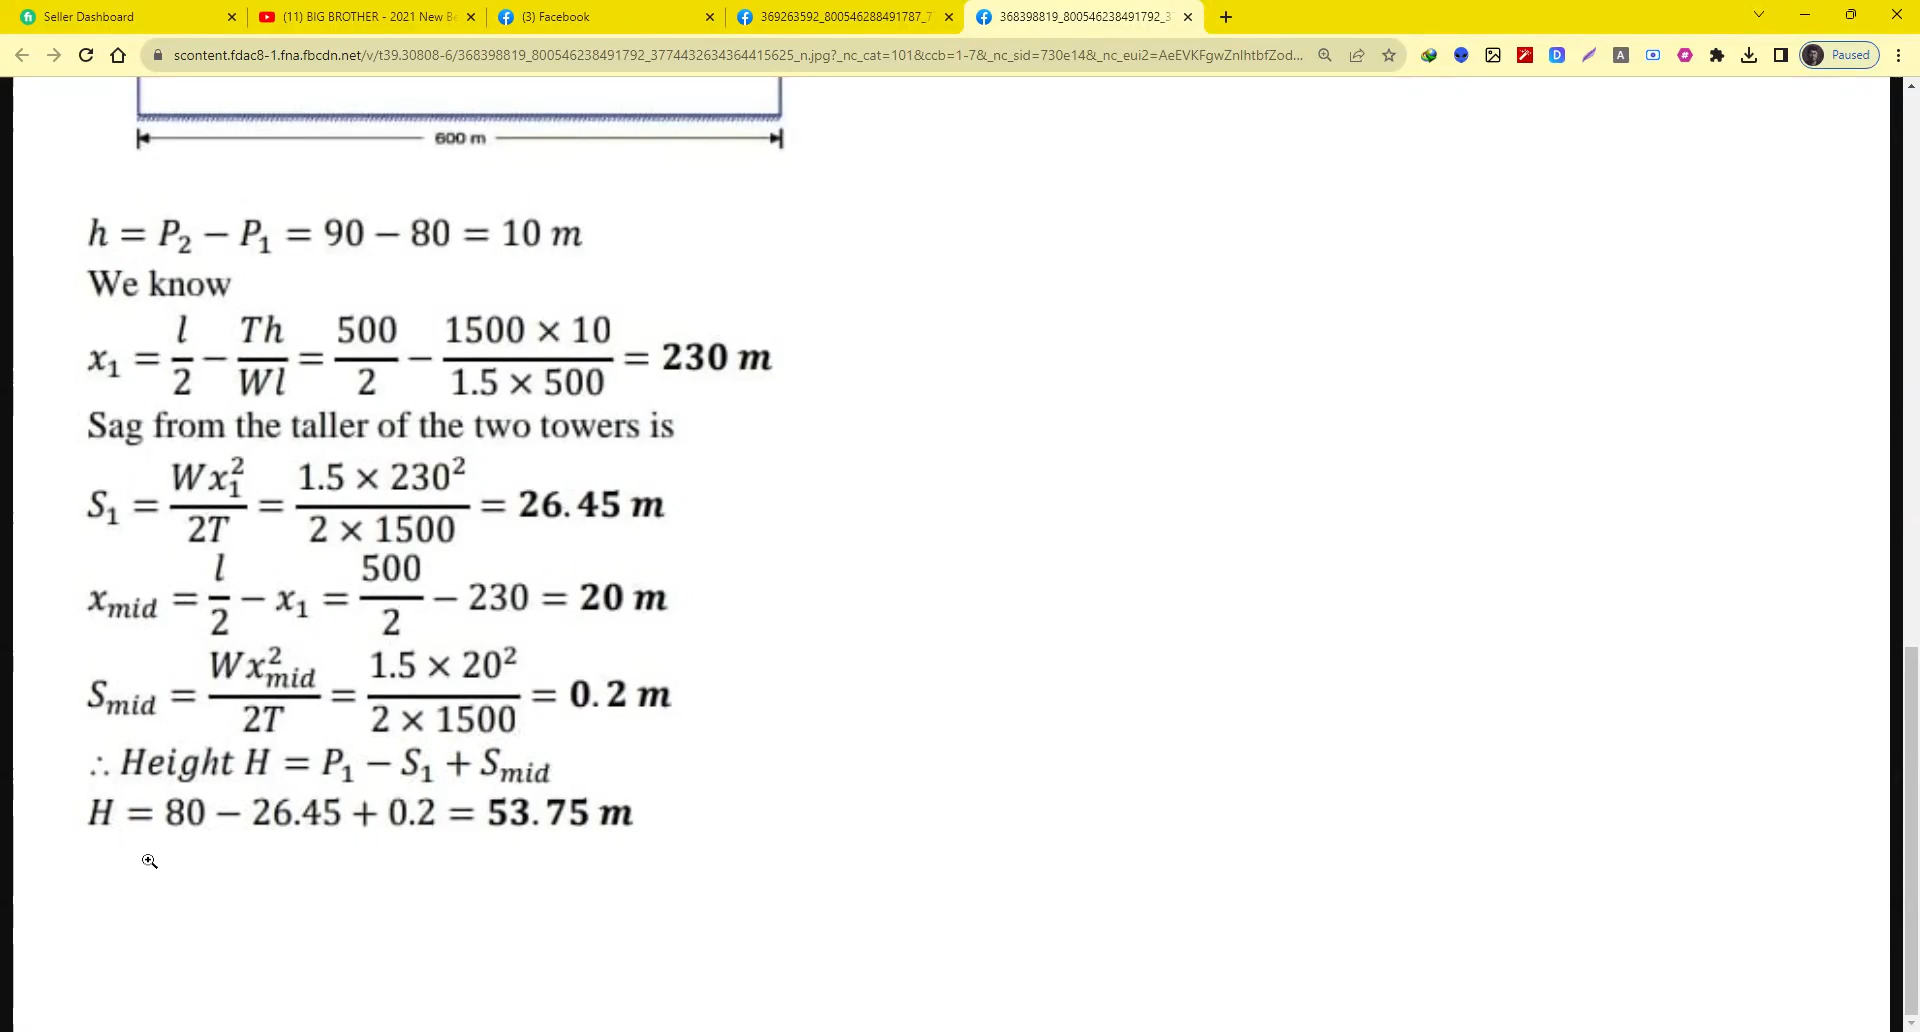 Seller Dashboard
(11) BIG BROTHER - 2021 New Be
(3) Facebook
369263592_800546288491787_7
368398819_800546238491792_3
scontent.fdac8-1.fna.fbcdn.net/v/t39.30808-6/368398819_800546238491792_3774432634364415625_n.jpg?_nc_cat=101&ccb=1-7&_nc_sid=730e14&_nc_eui2=AeEVKFgwZnlhtbfZod...
Paused
600 m
h = P₂ − P₁ = 90 − 80 = 10 m
We know
x₁ = l/2 − Th/Wl = 500/2 − (1500 × 10)/(1.5 × 500) = 230 m
Sag from the taller of the two towers is
S₁ = Wx₁²/2T = (1.5 × 230²)/(2 × 1500) = 26.45 m
x_mid = l/2 − x₁ = 500/2 − 230 = 20 m
S_mid = Wx²_mid/2T = (1.5 × 20²)/(2 × 1500) = 0.2 m
∴ Height H = P₁ − S₁ + S_mid
H = 80 − 26.45 + 0.2 = 53.75 m